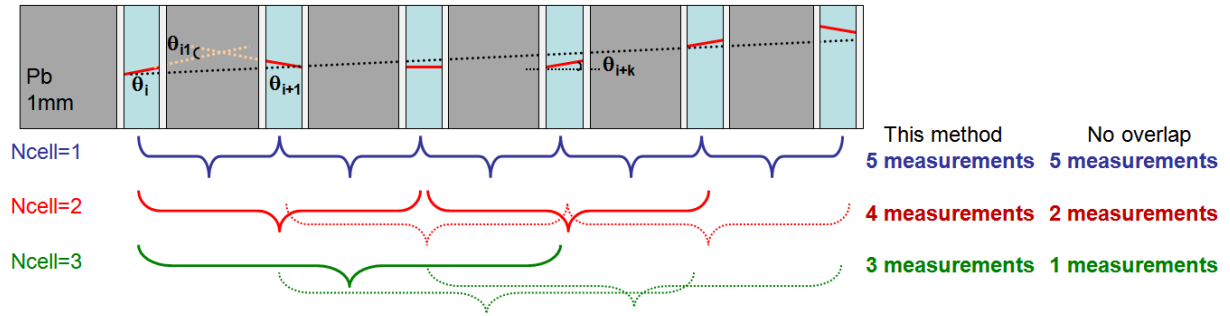 θi1
θi
θi+1
θi+k
Pb
1mm
This method No overlap
Ncell=1 5 measurements 5 measurements
Ncell=2 4 measurements 2 measurements
Ncell=3 3 measurements 1 measurements